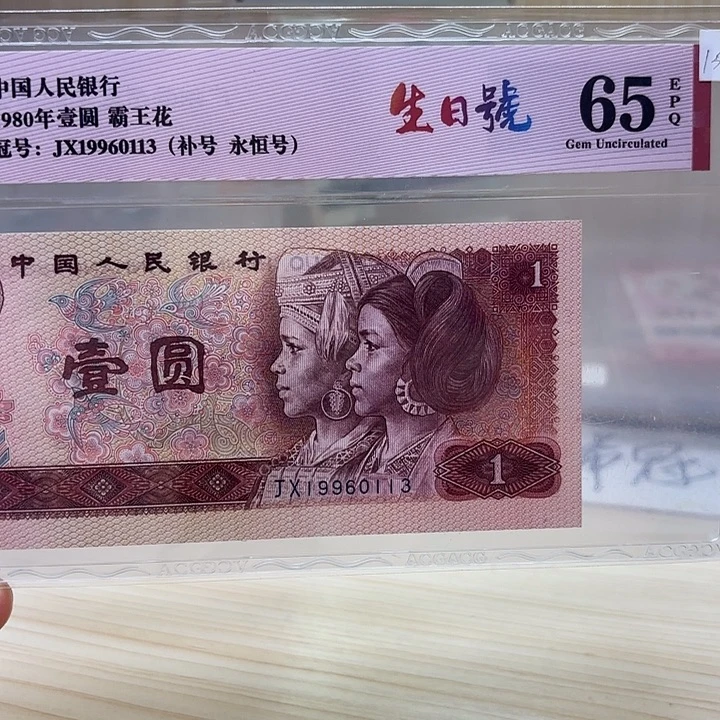 中国人民银行
980年壹圆 霸王花
冠号：JX19960113（补号 永恒号）
生日號
65
EPQ
Gem Uncirculated
中国人民银行
1
壹圆
JX19960113
1